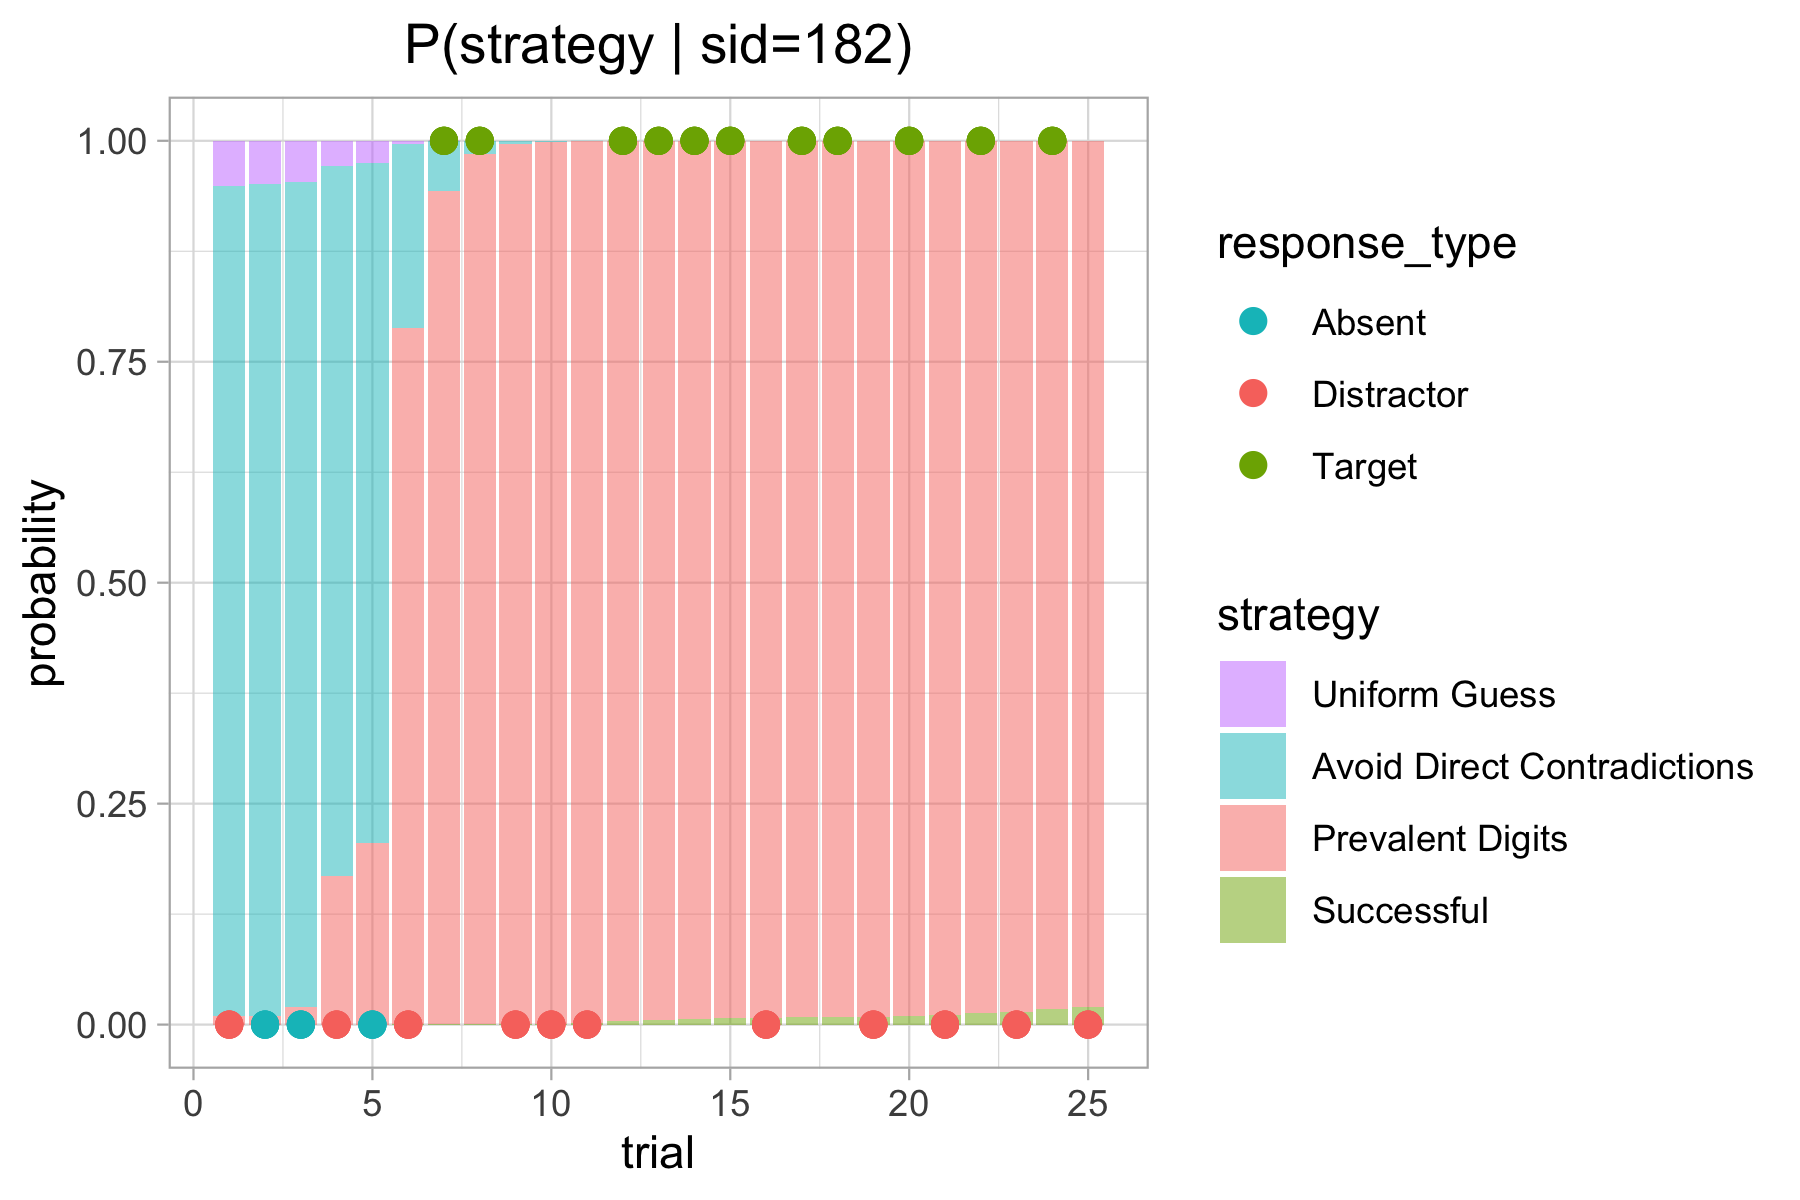 P(strategy | sid=182)
probability
1.00
0.75
0.50
0.25
0.00
0 5 10 15 20 25
trial
response_type
Absent
Distractor
Target
strategy
Uniform Guess
Avoid Direct Contradictions
Prevalent Digits
Successful